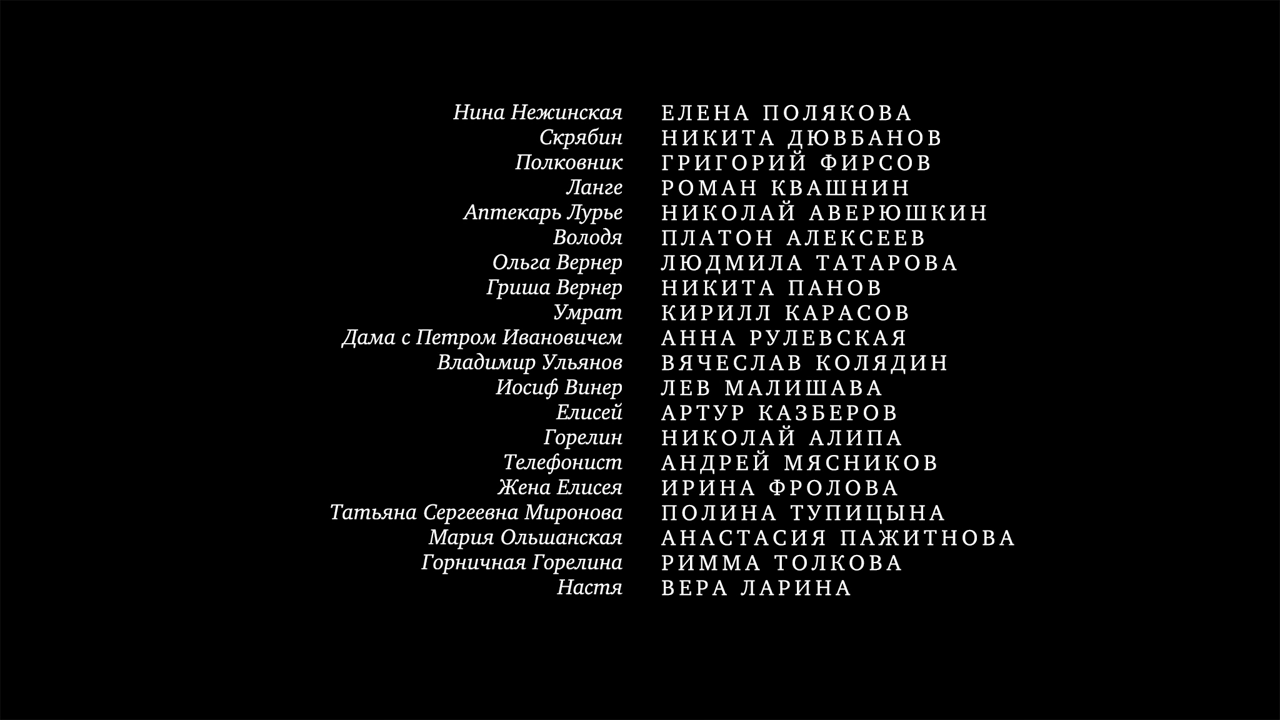 Нина Нежинская ЕЛЕНА ПОЛЯКОВА
Скрябин НИКИТА ДЮВБАНОВ
Полковник ГРИГОРИЙ ФИРСОВ
Ланге РОМАН КВАШНИН
Аптекарь Лурье НИКОЛАЙ АВЕРЮШКИН
Володя ПЛАТОН АЛЕКСЕЕВ
Ольга Вернер ЛЮДМИЛА ТАТАРОВА
Гриша Вернер НИКИТА ПАНОВ
Умрат КИРИЛЛ КАРАСОВ
Дама с Петром Ивановичем АННА РУЛЕВСКАЯ
Владимир Ульянов ВЯЧЕСЛАВ КОЛЯДИН
Иосиф Винер ЛЕВ МАЛИШАВА
Елисей АРТУР КАЗБЕРОВ
Горелин НИКОЛАЙ АЛИПА
Телефонист АНДРЕЙ МЯСНИКОВ
Жена Елисея ИРИНА ФРОЛОВА
Татьяна Сергеевна Миронова ПОЛИНА ТУПИЦЫНА
Мария Ольшанская АНАСТАСИЯ ПАЖИТНОВА
Горничная Горелина РИММА ТОЛКОВА
Настя ВЕРА ЛАРИНА